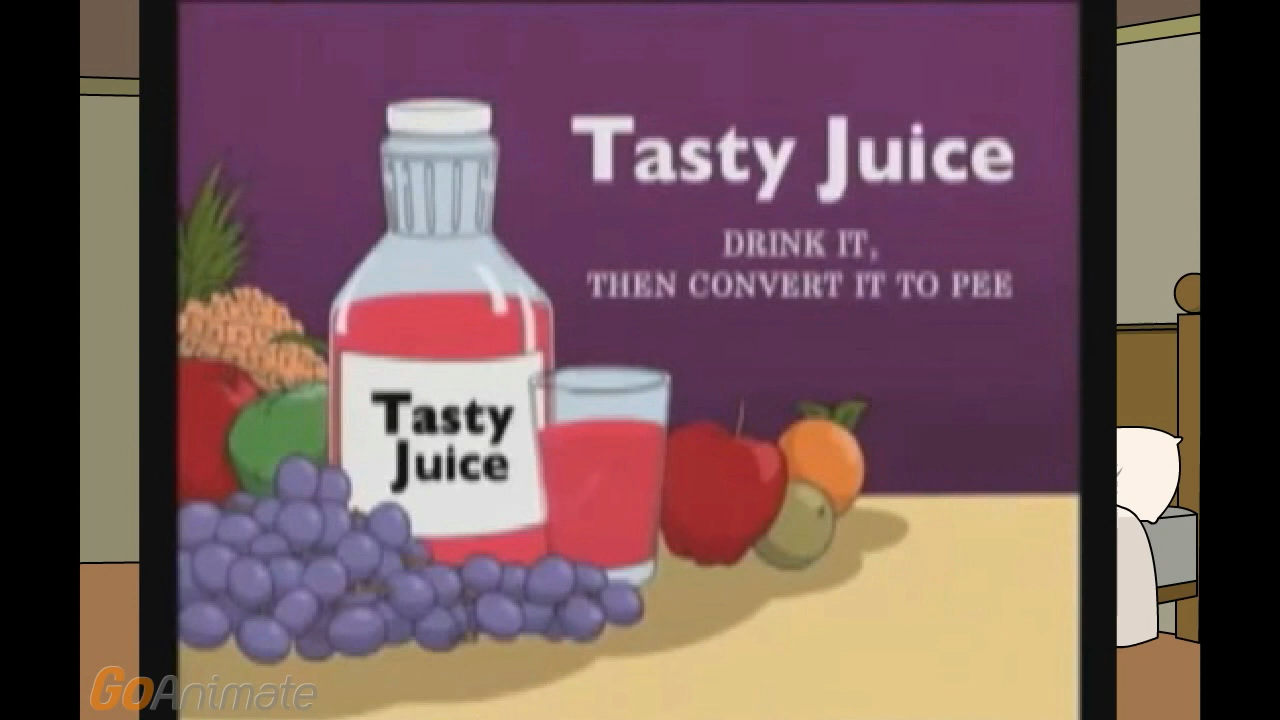 Tasty Juice
DRINK IT,
THEN CONVERT IT TO PEE
Tasty
Juice
GoAnimate